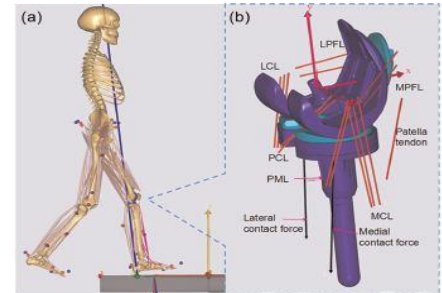 (a)
(b)
LPFL
LCL
x
MPFL
Patella
tendon
PCL
PML
Lateral
contact force
MCL
Medial
contact force